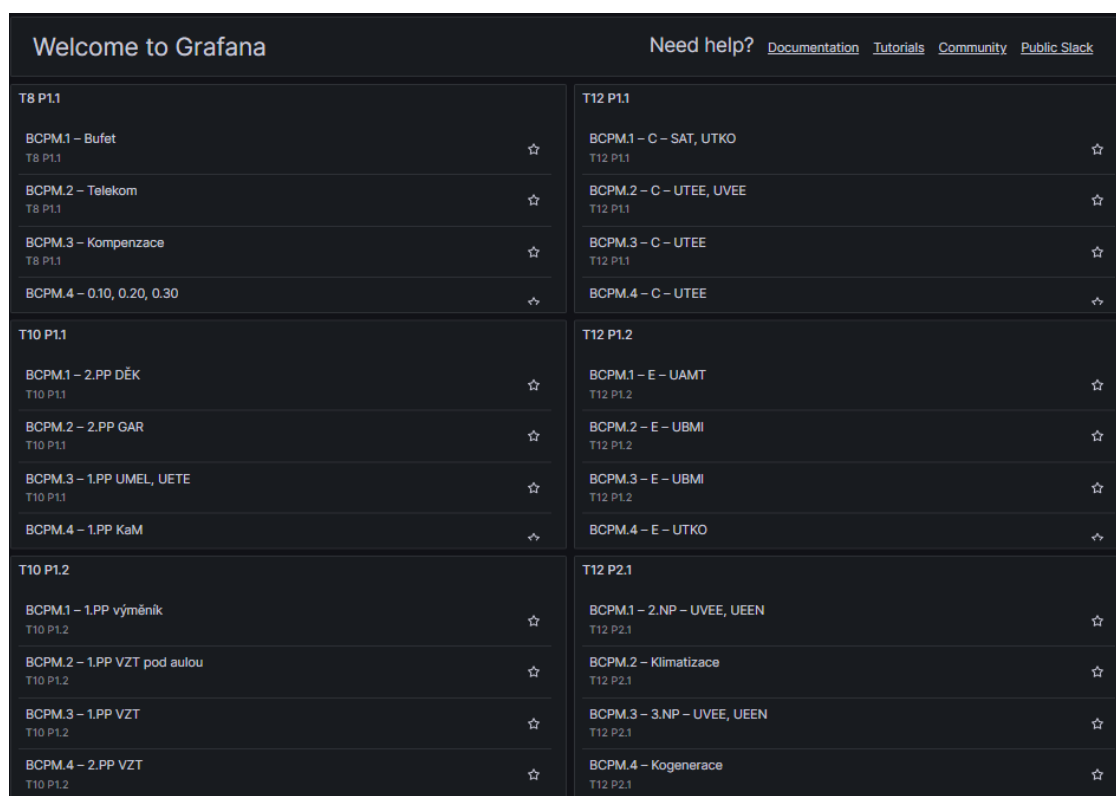 Welcome to Grafana
Need help? Documentation Tutorials Community Public Slack
T8 P1.1
BCPM.1 – Bufet
T8 P1.1
BCPM.2 – Telekom
T8 P1.1
BCPM.3 – Kompenzace
T8 P1.1
BCPM.4 – 0.10, 0.20, 0.30
T12 P1.1
BCPM.1 – C – SAT, UTKO
T12 P1.1
BCPM.2 – C – UTEE, UVEE
T12 P1.1
BCPM.3 – C – UTEE
T12 P1.1
BCPM.4 – C – UTEE
T10 P1.1
BCPM.1 – 2.PP DĚK
T10 P1.1
BCPM.2 – 2.PP GAR
T10 P1.1
BCPM.3 – 1.PP UMEL, UETE
T10 P1.1
BCPM.4 – 1.PP KaM
T12 P1.2
BCPM.1 – E – UAMT
T12 P1.2
BCPM.2 – E – UBMI
T12 P1.2
BCPM.3 – E – UBMI
T12 P1.2
BCPM.4 – E – UTKO
T10 P1.2
BCPM.1 – 1.PP výměník
T10 P1.2
BCPM.2 – 1.PP VZT pod aulou
T10 P1.2
BCPM.3 – 1.PP VZT
T10 P1.2
BCPM.4 – 2.PP VZT
T10 P1.2
T12 P2.1
BCPM.1 – 2.NP – UVEE, UEEN
T12 P2.1
BCPM.2 – Klimatizace
T12 P2.1
BCPM.3 – 3.NP – UVEE, UEEN
T12 P2.1
BCPM.4 – Kogenerace
T12 P2.1